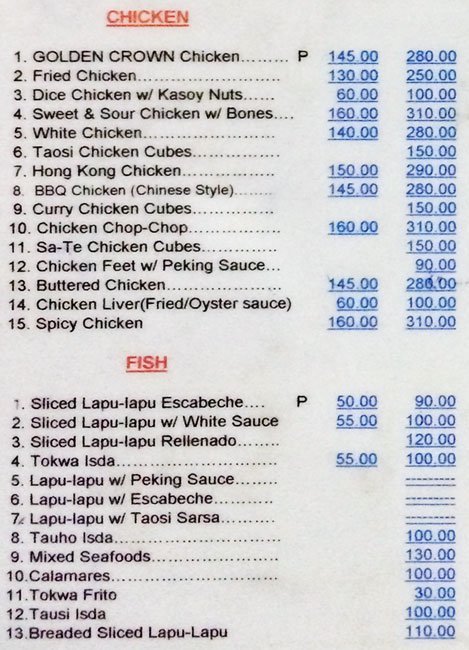 CHICKEN
1. GOLDEN CROWN Chicken......... P 145.00 280.00
2. Fried Chicken........................ 130.00 250.00
3. Dice Chicken w/ Kasoy Nuts...... 60.00 100.00
4. Sweet & Sour Chicken w/ Bones.... 160.00 310.00
5. White Chicken...................... 140.00 280.00
6. Taosi Chicken Cubes................ 150.00
7. Hong Kong Chicken................. 150.00 290.00
8. BBQ Chicken (Chinese Style)........ 145.00 280.00
9. Curry Chicken Cubes................ 150.00
10. Chicken Chop-Chop............... 160.00 310.00
11. Sa-Te Chicken Cubes............. 150.00
12. Chicken Feet w/ Peking Sauce... 90.00
13. Buttered Chicken.................... 145.00 280.00
14. Chicken Liver(Fried/Oyster sauce) 60.00 100.00
15. Spicy Chicken 160.00 310.00
FISH
1. Sliced Lapu-lapu Escabeche.... P 50.00 90.00
2. Sliced Lapu-lapu w/ White Sauce 55.00 100.00
3. Sliced Lapu-lapu Rellenado........ 120.00
4. Tokwa Isda............................ 55.00 100.00
5. Lapu-lapu w/ Peking Sauce........ ---------
6. Lapu-lapu w/ Escabeche........... ---------
7. Lapu-lapu w/ Taosi Sarsa.......... ---------
8. Tauho Isda............................. 100.00
9. Mixed Seafoods...................... 130.00
10.Calamares............................. 100.00
11.Tokwa Frito 30.00
12.Tausi Isda 100.00
13.Breaded Sliced Lapu-Lapu 110.00